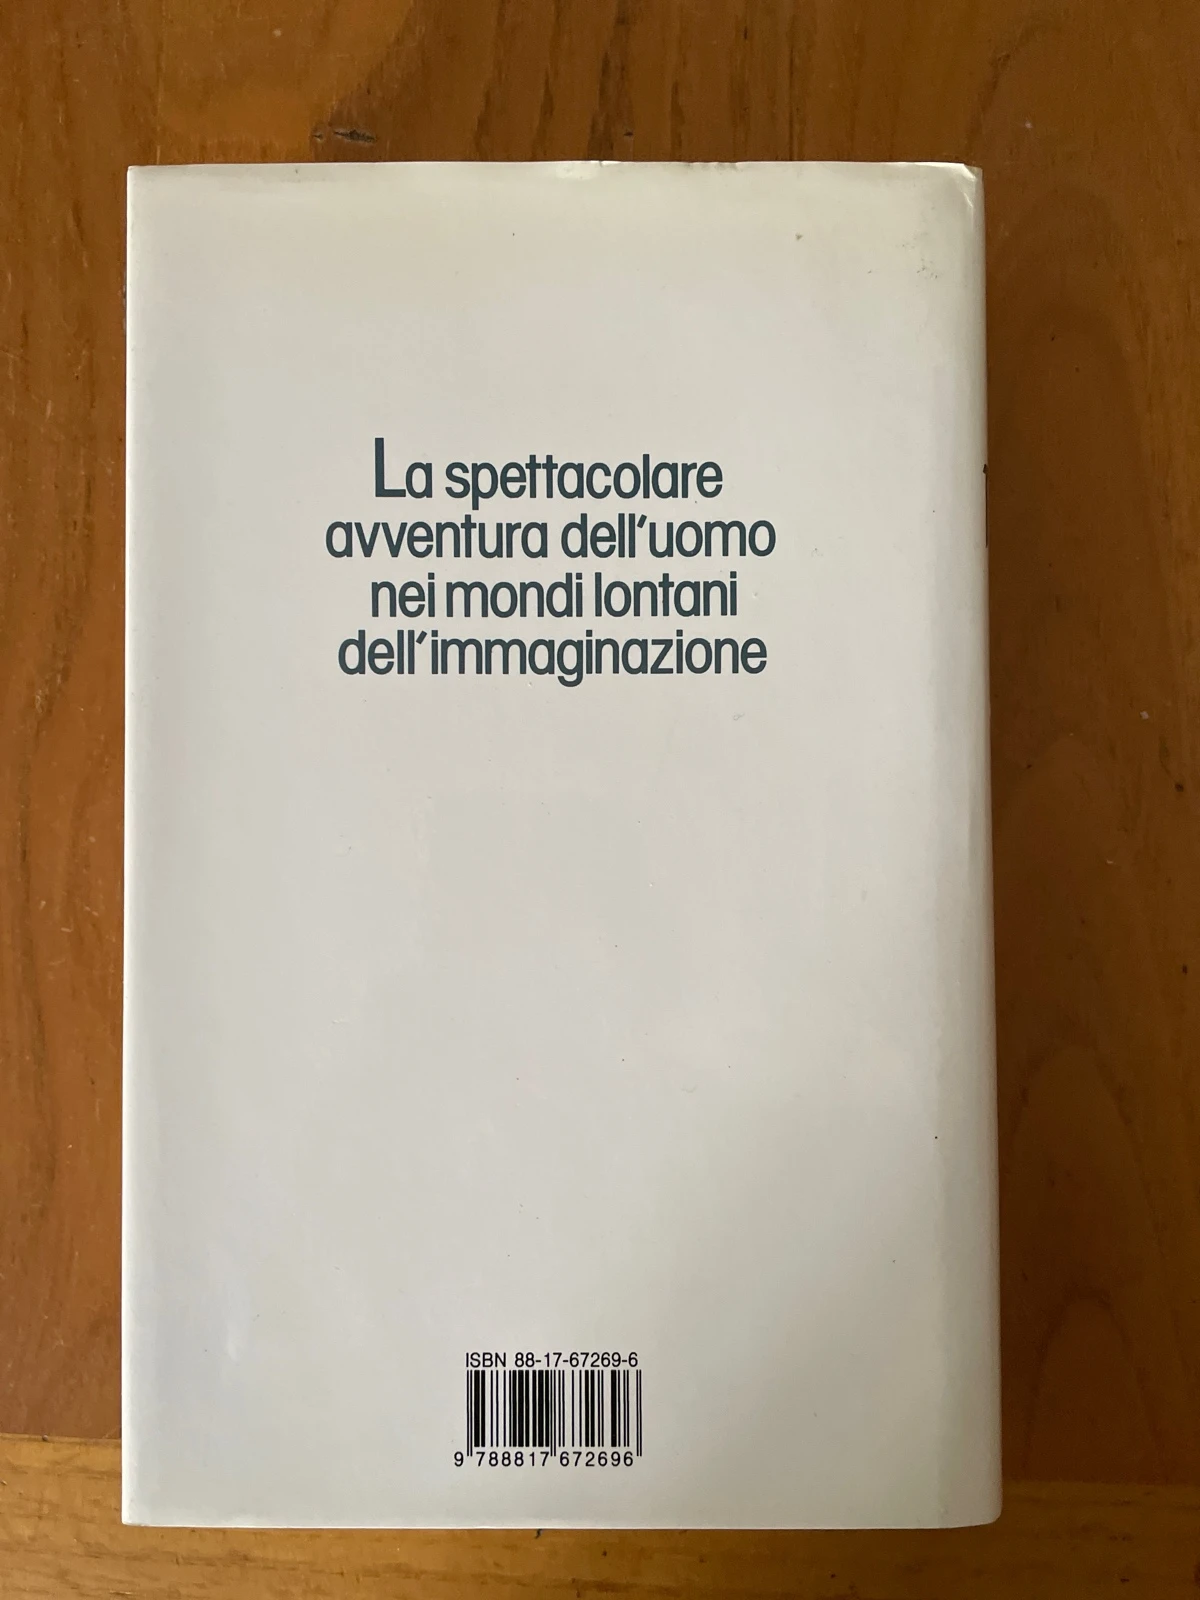 La spettacolare
avventura dell'uomo
nei mondi lontani
dell'immaginazione
ISBN 88-17-67269-6
9 788817 672696